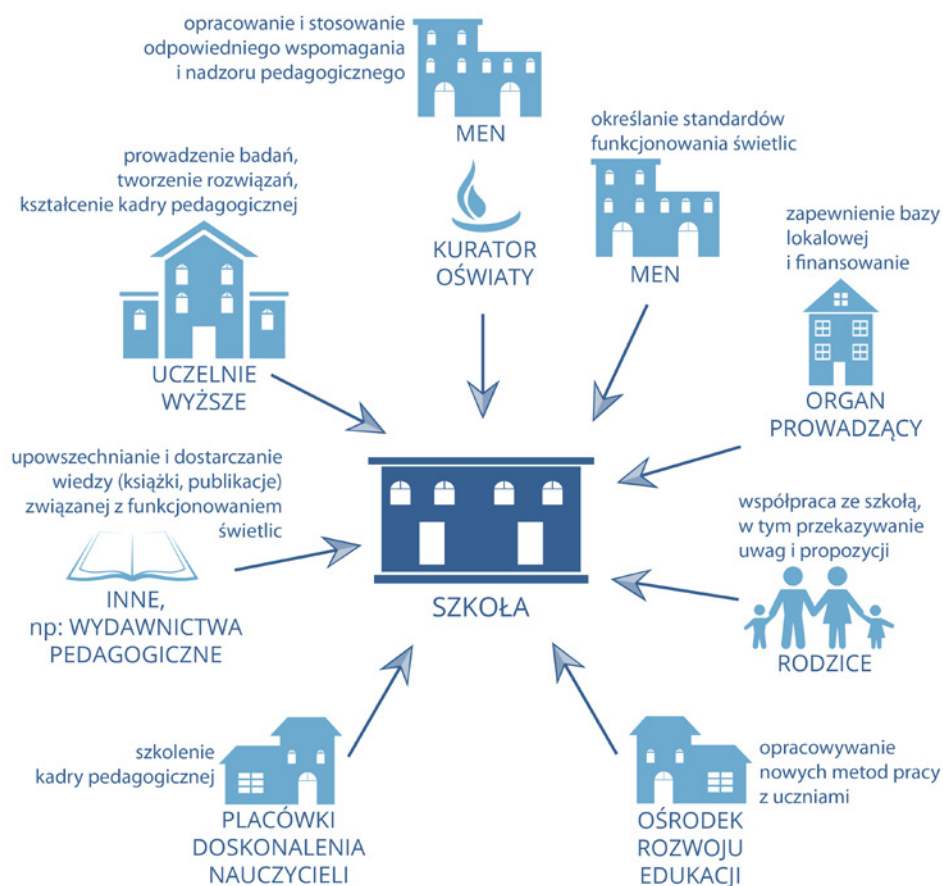 opracowanie i stosowanie
odpowiedniego wspomagania
i nadzoru pedagogicznego
MEN
KURATOR
OŚWIATY
określanie standardów
funkcjonowania świetlic
MEN
prowadzenie badań,
tworzenie rozwiązań,
kształcenie kadry pedagogicznej
UCZELNIE
WYŻSZE
zapewnienie bazy
lokalowej
i finansowanie
ORGAN
PROWADZĄCY
upowszechnianie i dostarczanie
wiedzy (książki, publikacje)
związanej z funkcjonowaniem
świetlic
INNE,
np: WYDAWNICTWA
PEDAGOGICZNE
SZKOŁA
współpraca ze szkołą,
w tym przekazywanie
uwag i propozycji
RODZICE
szkolenie
kadry pedagogicznej
PLACÓWKI
DOSKONALENIA
NAUCZYCIELI
opracowywanie
nowych metod pracy
z uczniami
OŚRODEK
ROZWOJU
EDUKACJI